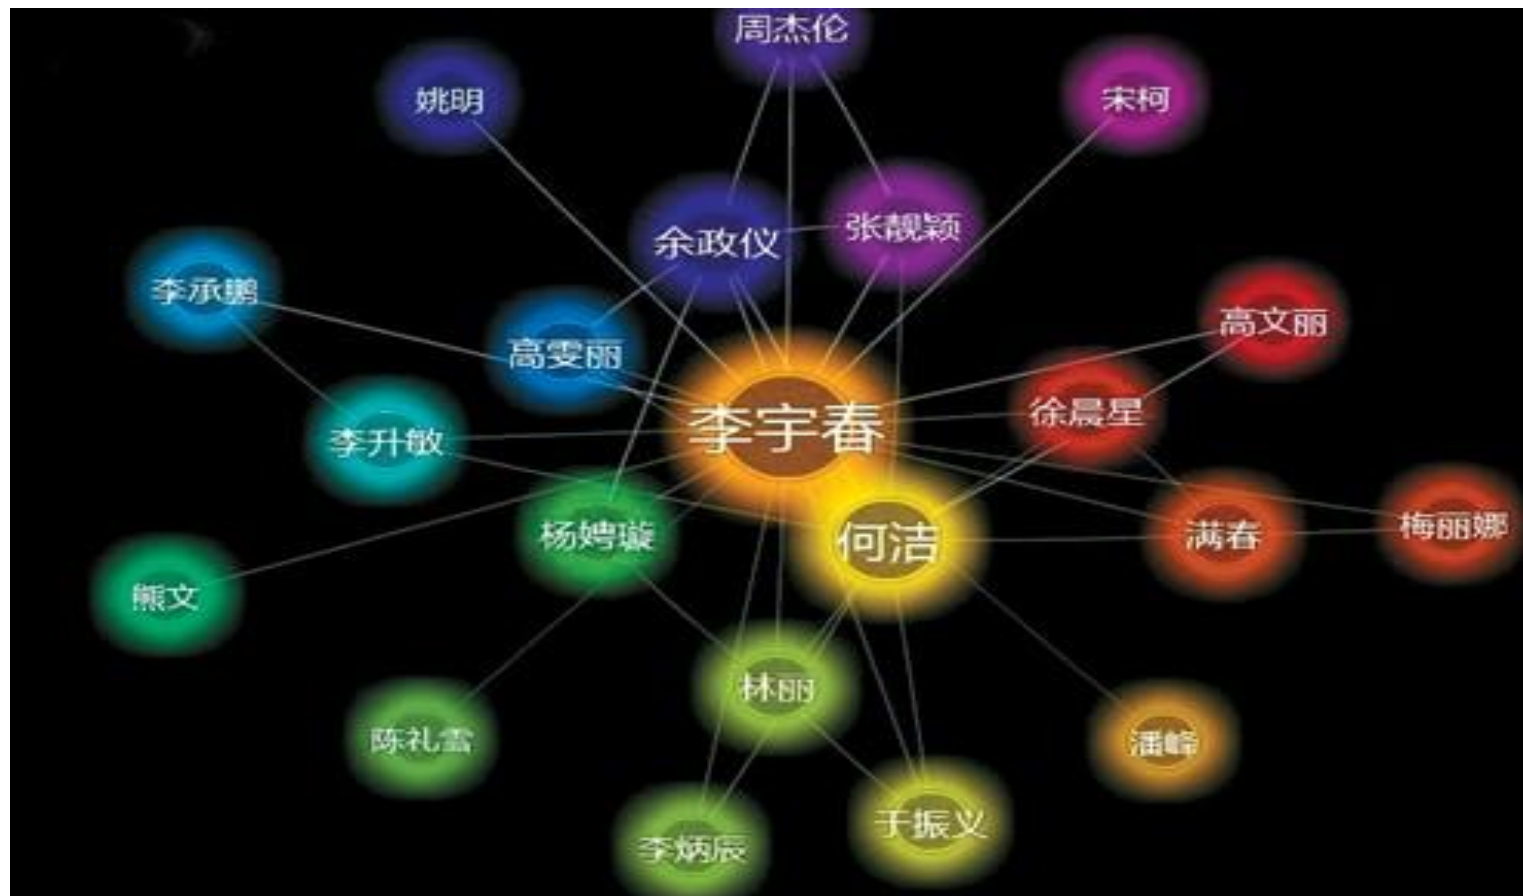 周杰伦
姚明
宋柯
余政仪
张靓颖
李承鹏
高雯丽
高文丽
李宇春
徐晨星
李升敏
杨娉璇
何洁
满春
梅丽娜
熊文
林丽
陈礼雪
潘峰
李炳辰
于振义